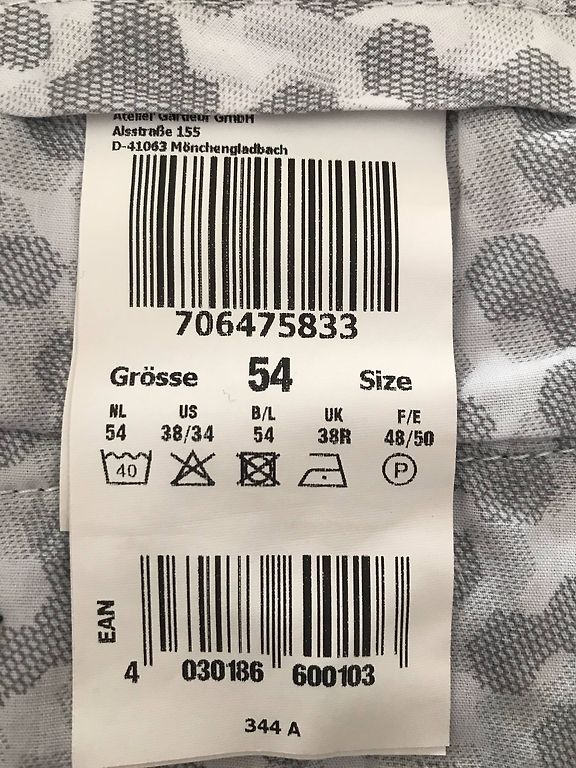 Atelier Gardeur GmbH
Alsstraße 155
D-41063 Mönchengladbach
706475833
Grösse 54 Size
NL US B/L UK F/E
54 38/34 54 38R 48/50
40 P
EAN
4 030186 600103
344 A